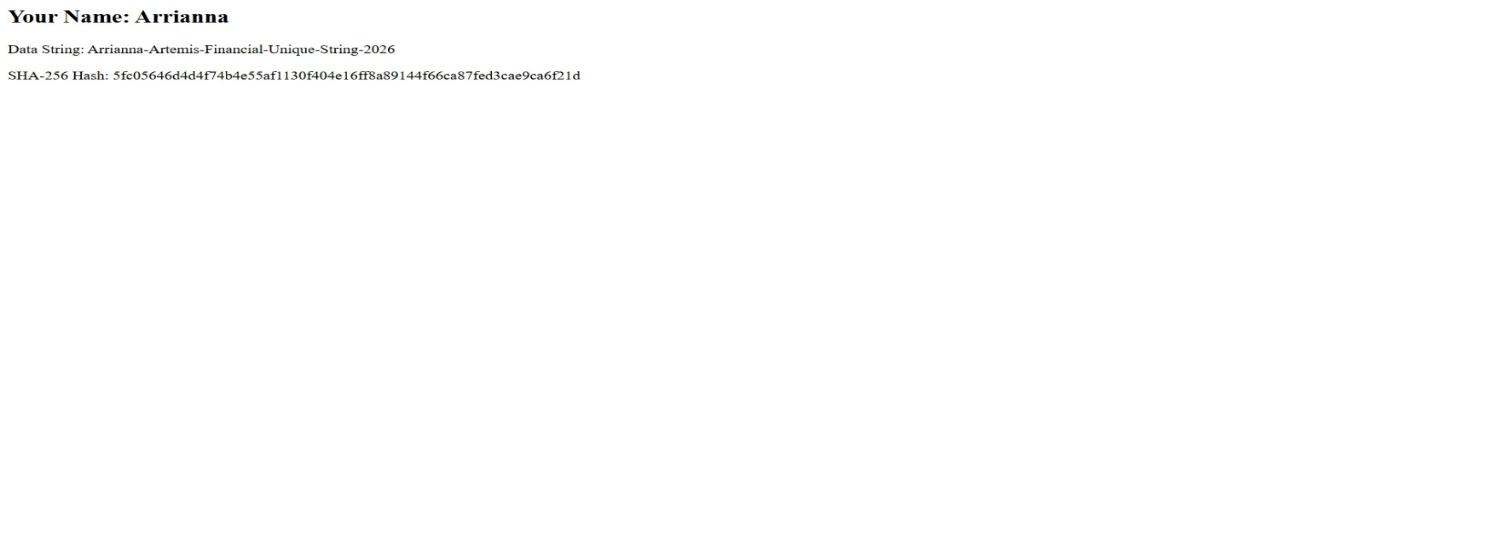 Your Name: Arrianna
Data String: Arrianna-Artemis-Financial-Unique-String-2026
SHA-256 Hash: 5fc05646d4d4f74b4e55af1130f404e16ff8a89144f66ca87fed3cae9ca6f21d